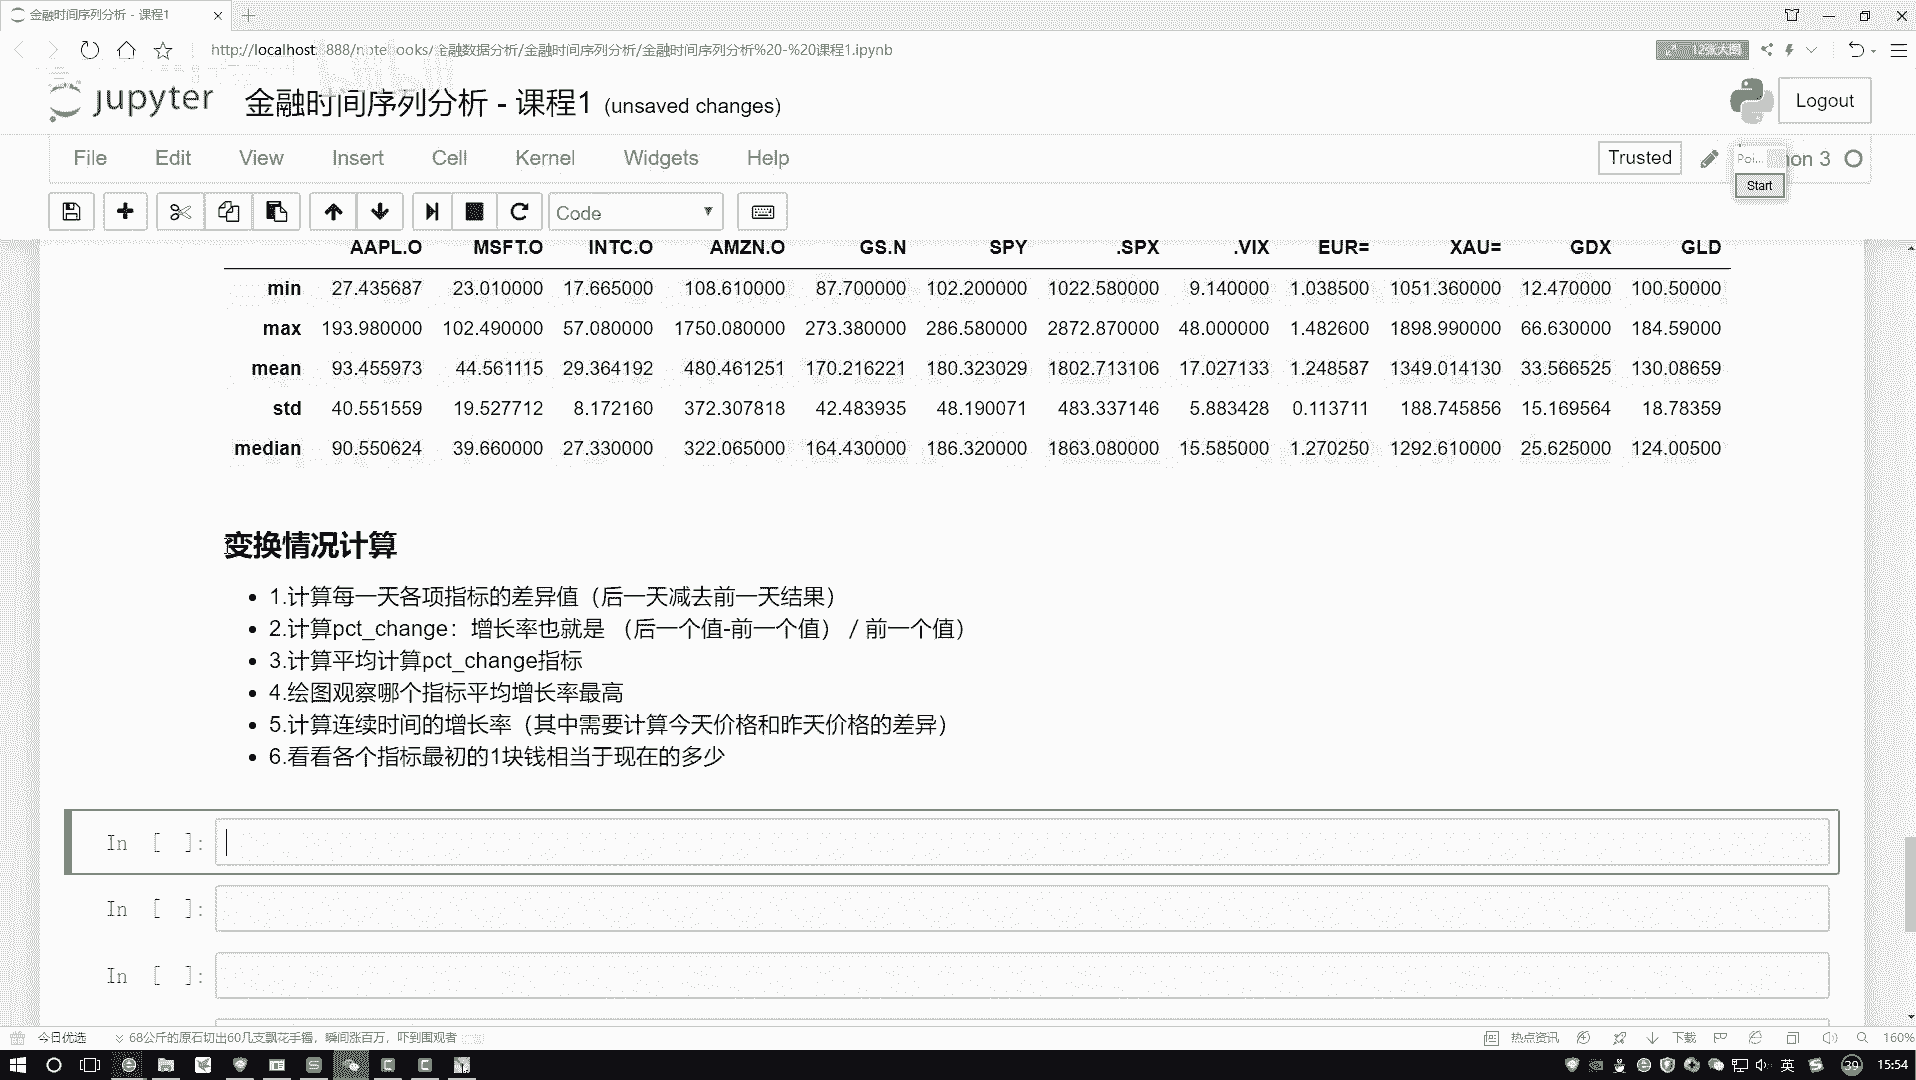 金融时间序列分析 - 课程1
http://localhost:8888/notebooks/金融数据分析/金融时间序列分析/金融时间序列分析%20-%20课程1.ipynb
12张大图
jupyter
金融时间序列分析 - 课程1 (unsaved changes)
Logout
File Edit View Insert Cell Kernel Widgets Help
Trusted
Poi...
hon 3
Start
Code
AAPL.O MSFT.O INTC.O AMZN.O GS.N SPY .SPX .VIX EUR= XAU= GDX GLD
min 27.435687 23.010000 17.665000 108.610000 87.700000 102.200000 1022.580000 9.140000 1.038500 1051.360000 12.470000 100.50000
max 193.980000 102.490000 57.080000 1750.080000 273.380000 286.580000 2872.870000 48.000000 1.482600 1898.990000 66.630000 184.59000
mean 93.455973 44.561115 29.364192 480.461251 170.216221 180.323029 1802.713106 17.027133 1.248587 1349.014130 33.566525 130.08659
std 40.551559 19.527712 8.172160 372.307818 42.483935 48.190071 483.337146 5.883428 0.113711 188.745856 15.169564 18.78359
median 90.550624 39.660000 27.330000 322.065000 164.430000 186.320000 1863.080000 15.585000 1.270250 1292.610000 25.625000 124.00500
变换情况计算
1.计算每一天各项指标的差异值（后一天减去前一天结果）
2.计算pct_change：增长率也就是 （后一个值-前一个值）/ 前一个值）
3.计算平均计算pct_change指标
4.绘图观察哪个指标平均增长率最高
5.计算连续时间的增长率（其中需要计算今天价格和昨天价格的差异）
6.看看各个指标最初的1块钱相当于现在的多少
In [ ]:
In [ ]:
In [ ]:
今日优选
68公斤的原石切出60几支飘花手镯，瞬间涨百万，吓到围观者
热点资讯
下载
160%
英
39
15:54